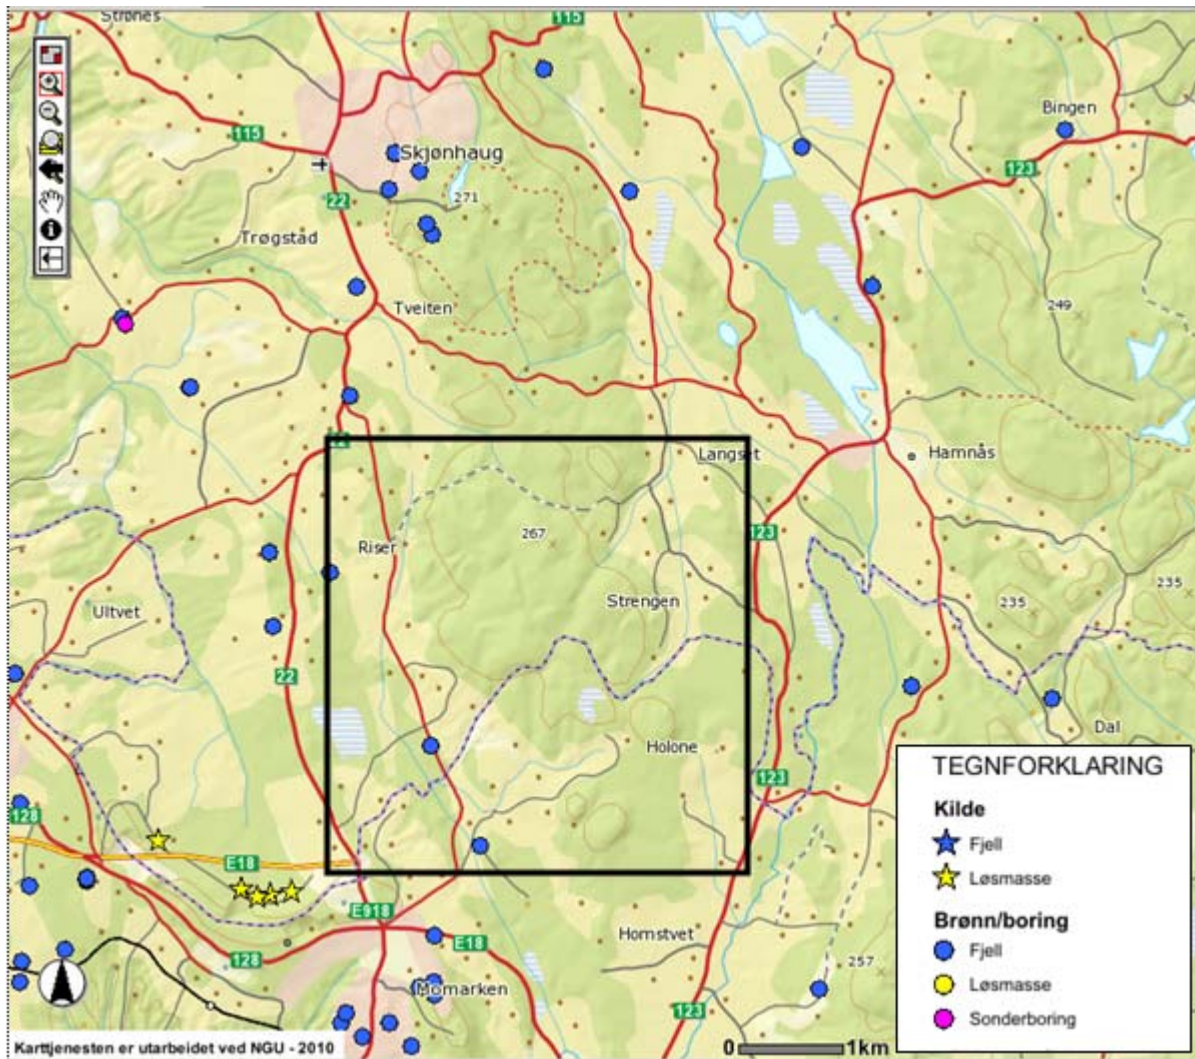 Strønes
115
Bingen
115
Skjønhaug
123
22
271
Trøgstad
249
Tveiten
Langset
Hamnås
123
267
Riser
235
Strengen
235
Ultvet
22
Holone
Dal
123
128
E18
E918
E18
Homstvet
128
257
Momarken
123
TEGNFORKLARING
Kilde
Fjell
Løsmasse
Brønn/boring
Fjell
Løsmasse
Sonderboring
Karttjenesten er utarbeidet ved NGU - 2010
0 1km